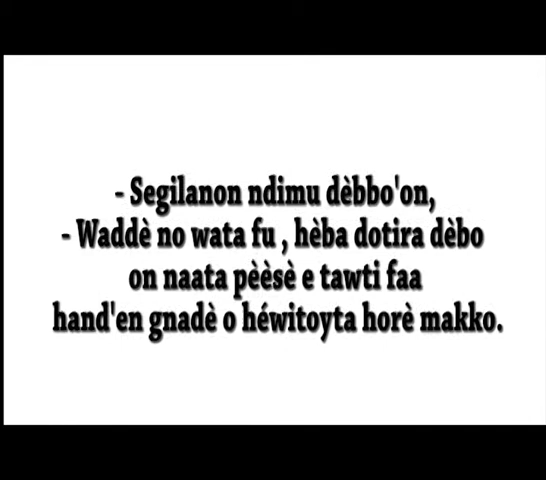 - Segilanon ndimu dèbbo'on,
- Waddè no wata fu , hèba dotira dèbo
on naata pèèsè e tawti faa
hand'en gnadè o héwitoyta horè makko.